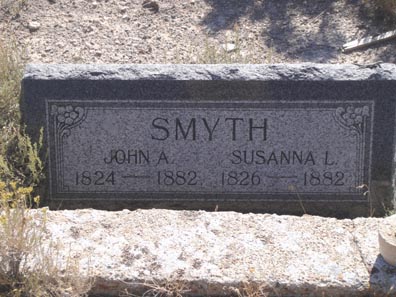 SMYTH
JOHN A. SUSANNA L.
1824 — 1882 1826 — 1882